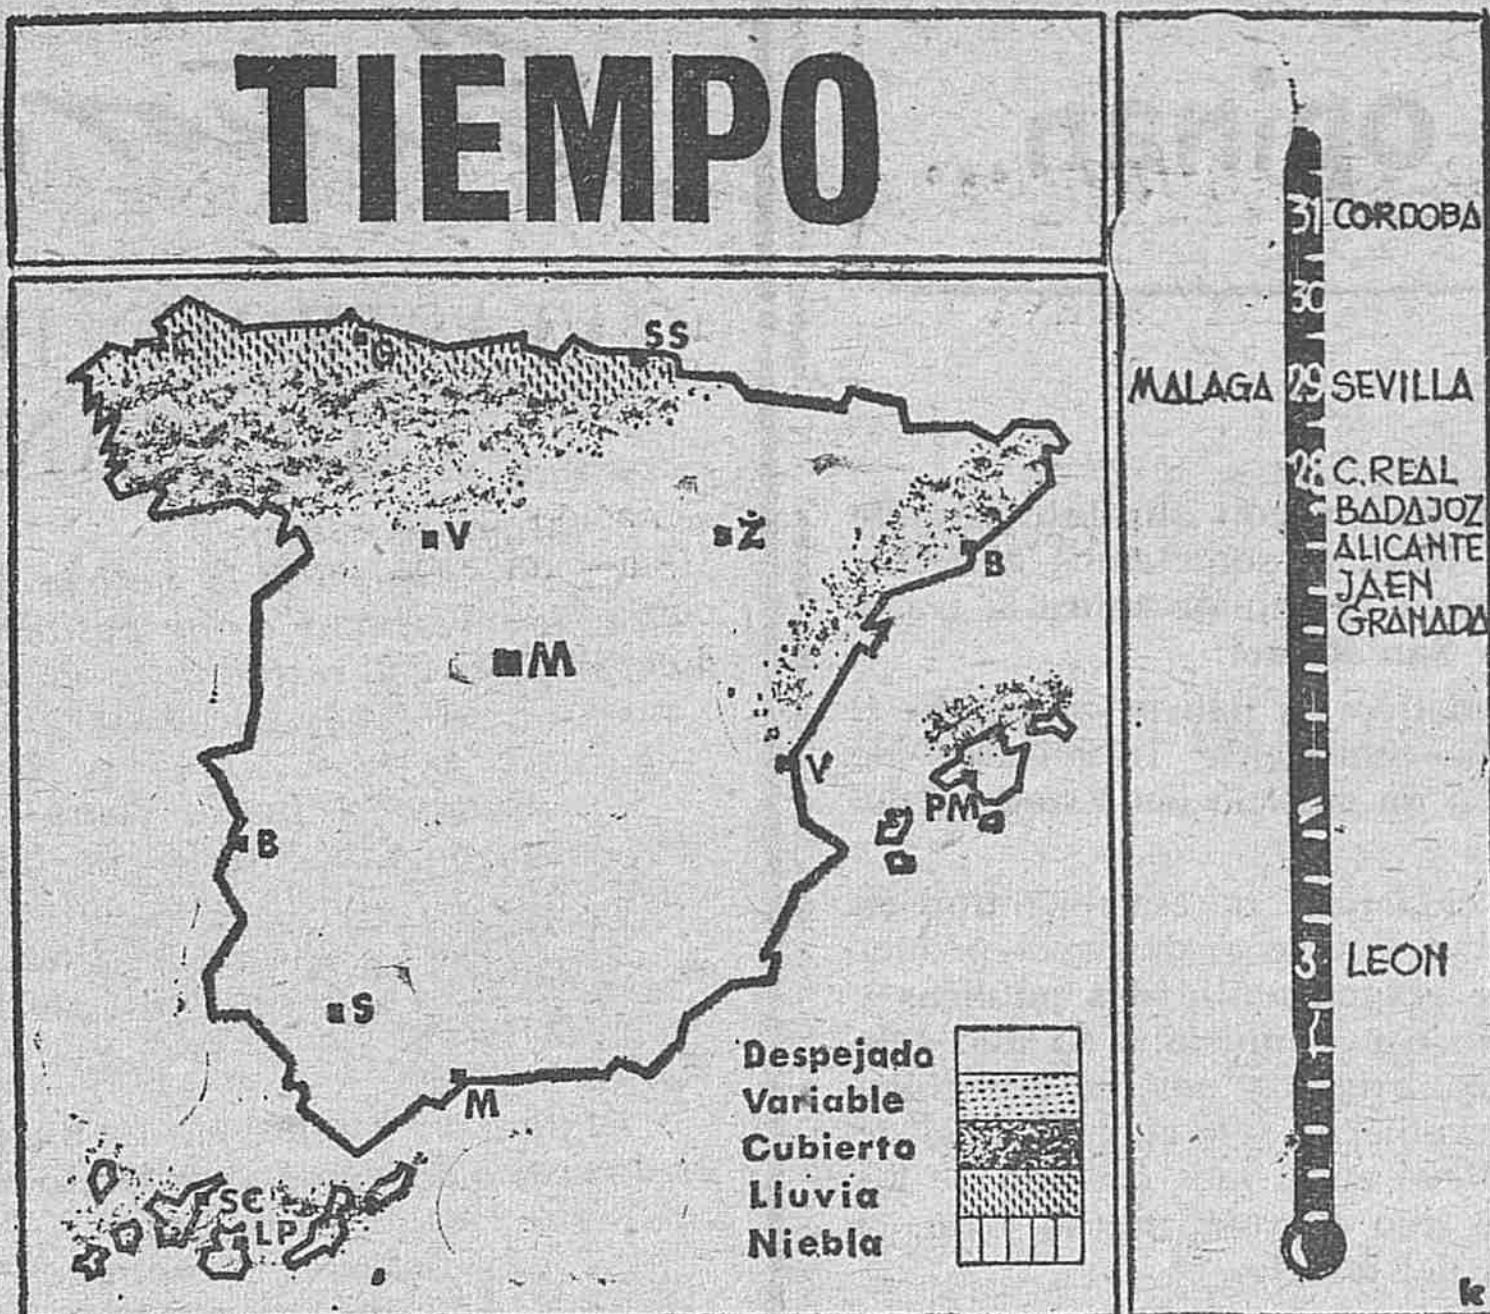 TIEMPO
SS
G
V
Z
B
M
V
PM
B
S
M
SC
LP
Despejado
Variable
Cubierto
Lluvia
Niebla
31 CORDOBA
30
MALAGA 29 SEVILLA
28 C.REAL
BADAJOZ
ALICANTE
JAEN
GRANADA
3 LEON
k